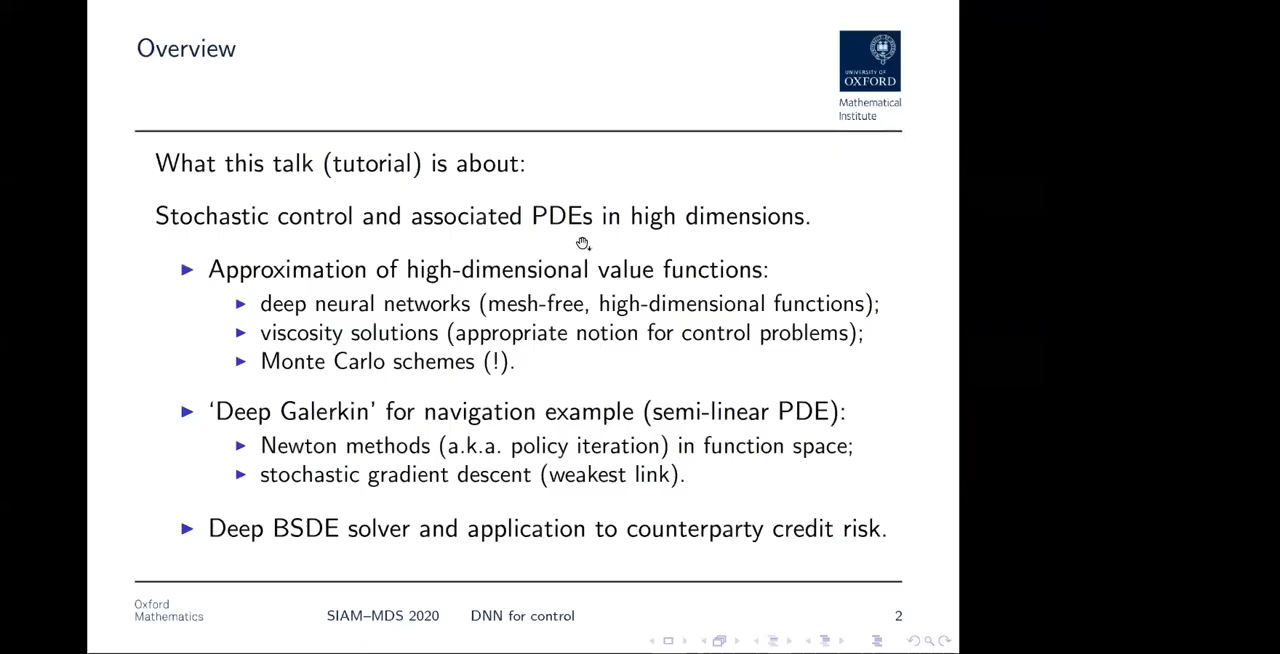 Overview
UNIVERSITY OF
OXFORD
Mathematical
Institute
What this talk (tutorial) is about:
Stochastic control and associated PDEs in high dimensions.
Approximation of high-dimensional value functions:
deep neural networks (mesh-free, high-dimensional functions);
viscosity solutions (appropriate notion for control problems);
Monte Carlo schemes (!).
‘Deep Galerkin’ for navigation example (semi-linear PDE):
Newton methods (a.k.a. policy iteration) in function space;
stochastic gradient descent (weakest link).
Deep BSDE solver and application to counterparty credit risk.
Oxford
Mathematics
SIAM–MDS 2020 DNN for control 2